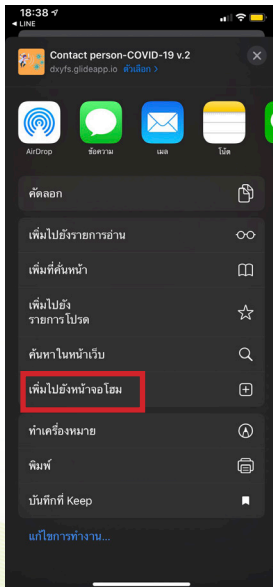 18:38
◀ LINE
Contact person-COVID-19 v.2
dxyfs.glideapp.io ตัวเลือก >
AirDrop
ข้อความ
เมล
โน้ต
คัดลอก
เพิ่มไปยังรายการอ่าน
เพิ่มที่คั่นหน้า
เพิ่มไปยัง
รายการโปรด
ค้นหาในหน้าเว็บ
เพิ่มไปยังหน้าจอโฮม
ทำเครื่องหมาย
พิมพ์
บันทึกที่ Keep
แก้ไขการทำงาน...